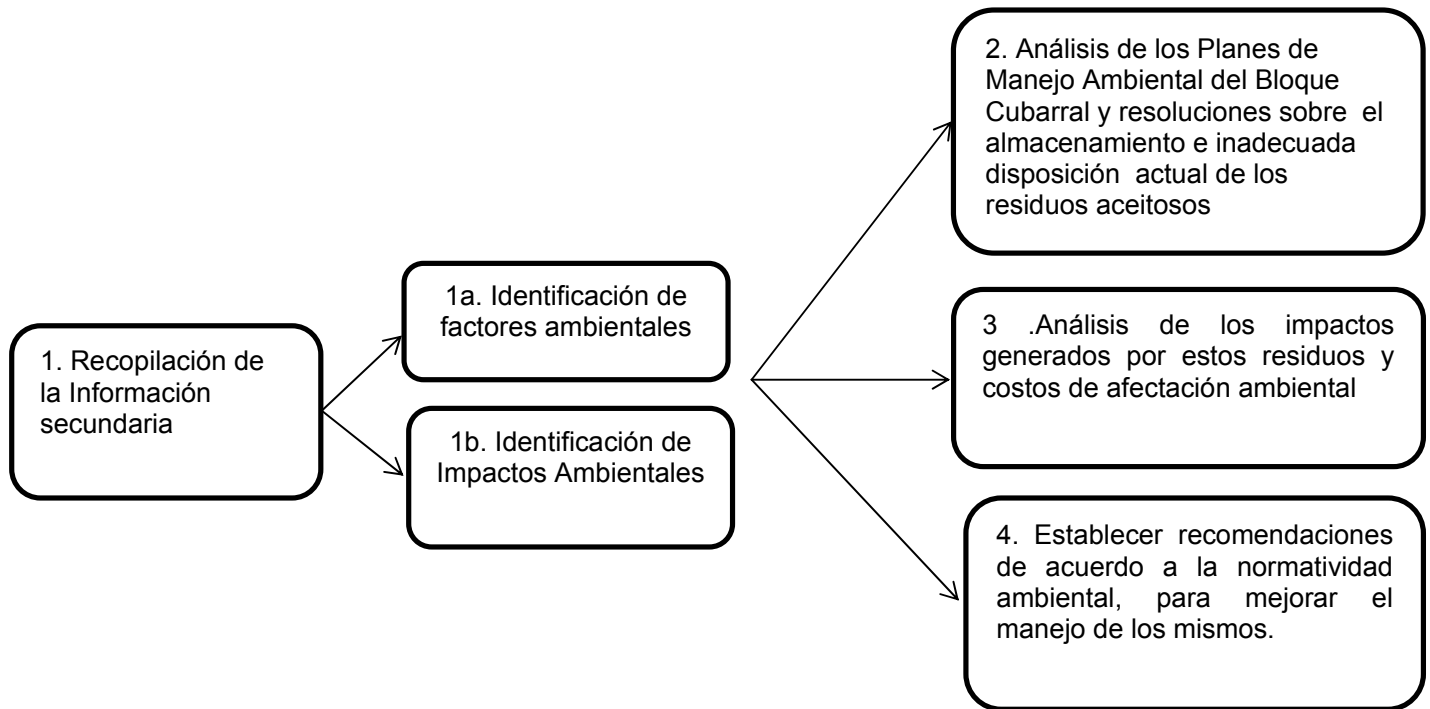 1. Recopilación de
la Información
secundaria
1a. Identificación de
factores ambientales
1b. Identificación de
Impactos Ambientales
2. Análisis de los Planes de
Manejo Ambiental del Bloque
Cubarral y resoluciones sobre el
almacenamiento e inadecuada
disposición actual de los
residuos aceitosos
3 .Análisis de los impactos
generados por estos residuos y
costos de afectación ambiental
4. Establecer recomendaciones
de acuerdo a la normatividad
ambiental, para mejorar el
manejo de los mismos.